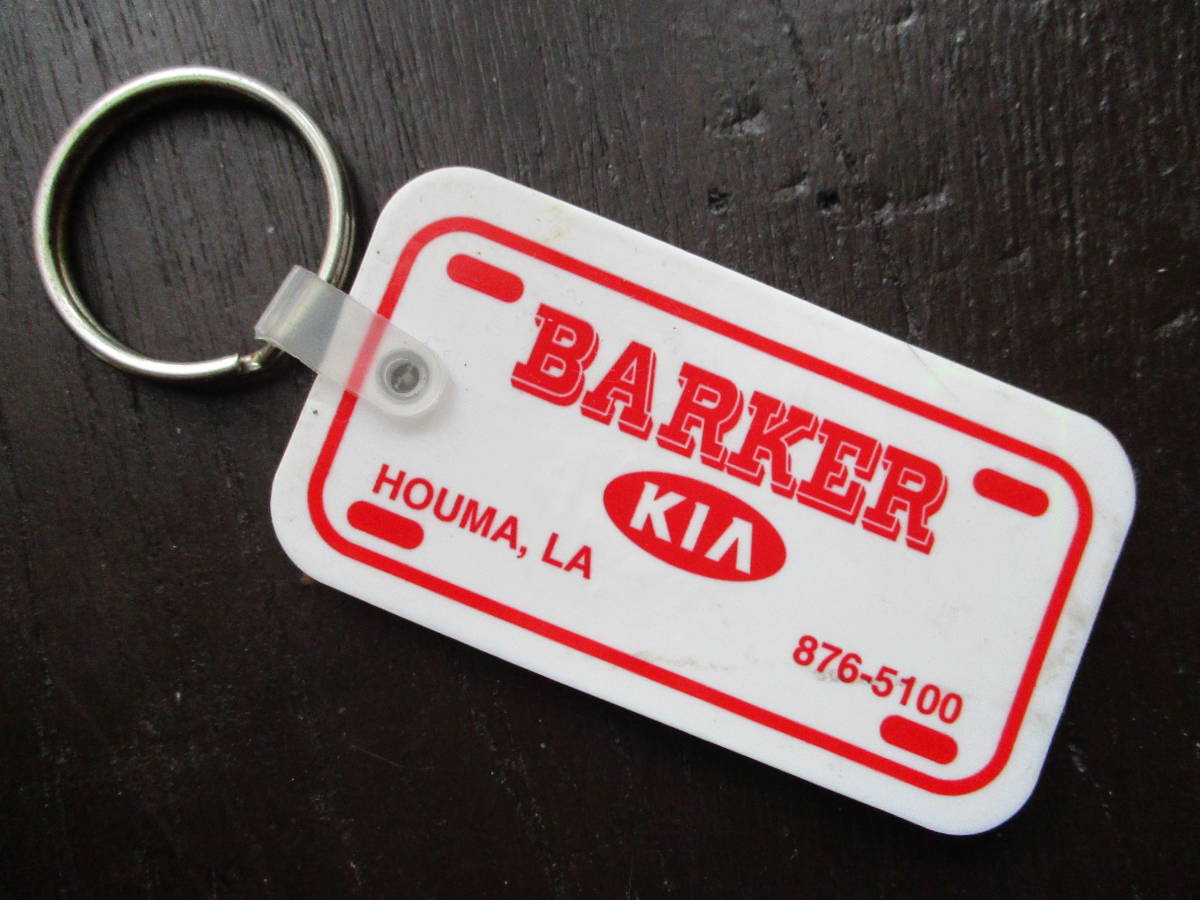 BARKER
KIA
HOUMA, LA
876-5100